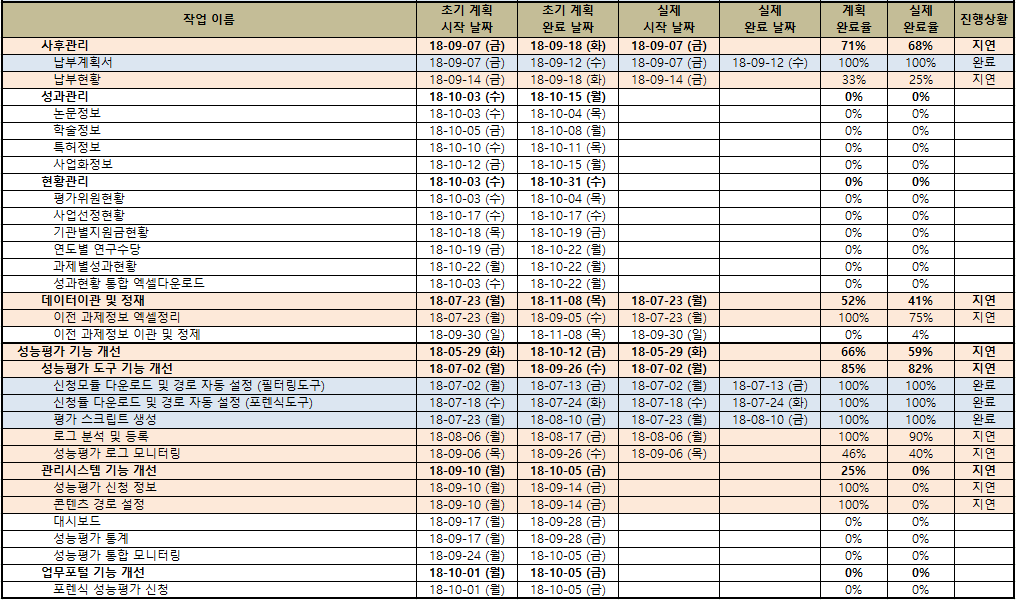 작업 이름 | 초기 계획 시작 날짜 | 초기 계획 완료 날짜 | 실제 시작 날짜 | 실제 완료 날짜 | 계획 완료율 | 실제 완료율 | 진행상황
사후관리 18-09-07 (금) 18-09-18 (화) 18-09-07 (금) 71% 68% 지연
납부계획서 18-09-07 (금) 18-09-12 (수) 18-09-07 (금) 18-09-12 (수) 100% 100% 완료
납부현황 18-09-14 (금) 18-09-18 (화) 18-09-14 (금) 33% 25% 지연
성과관리 18-10-03 (수) 18-10-15 (월) 0% 0%
논문정보 18-10-03 (수) 18-10-04 (목) 0% 0%
학술정보 18-10-05 (금) 18-10-08 (월) 0% 0%
특허정보 18-10-10 (수) 18-10-11 (목) 0% 0%
사업화정보 18-10-12 (금) 18-10-15 (월) 0% 0%
현황관리 18-10-03 (수) 18-10-31 (수) 0% 0%
평가위원현황 18-10-03 (수) 18-10-04 (목) 0% 0%
사업선정현황 18-10-17 (수) 18-10-17 (수) 0% 0%
기관별지원금현황 18-10-18 (목) 18-10-19 (금) 0% 0%
연도별 연구수당 18-10-19 (금) 18-10-22 (월) 0% 0%
과제별성과현황 18-10-22 (월) 18-10-22 (월) 0% 0%
성과현황 통합 엑셀다운로드 18-10-03 (수) 18-10-22 (월) 0% 0%
데이터이관 및 정재 18-07-23 (월) 18-11-08 (목) 18-07-23 (월) 52% 41% 지연
이전 과제정보 엑셀정리 18-07-23 (월) 18-09-05 (수) 18-07-23 (월) 100% 75% 지연
이전 과제정보 이관 및 정제 18-09-30 (일) 18-11-08 (목) 18-09-30 (일) 0% 4%
성능평가 기능 개선 18-05-29 (화) 18-10-12 (금) 18-05-29 (화) 66% 59% 지연
성능평가 도구 기능 개선 18-07-02 (월) 18-09-26 (수) 18-07-02 (월) 85% 82% 지연
신청모듈 다운로드 및 경로 자동 설정 (필터링도구) 18-07-02 (월) 18-07-13 (금) 18-07-02 (월) 18-07-13 (금) 100% 100% 완료
신청툴 다운로드 및 경로 자동 설정 (포렌식도구) 18-07-18 (수) 18-07-24 (화) 18-07-18 (수) 18-07-24 (화) 100% 100% 완료
평가 스크립트 생성 18-07-23 (월) 18-08-10 (금) 18-07-23 (월) 18-08-10 (금) 100% 100% 완료
로그 분석 및 등록 18-08-06 (월) 18-08-17 (금) 18-08-06 (월) 100% 90% 지연
성능평가 로그 모니터링 18-09-06 (목) 18-09-26 (수) 18-09-06 (목) 46% 40% 지연
관리시스템 기능 개선 18-09-10 (월) 18-10-05 (금) 25% 0% 지연
성능평가 신청 정보 18-09-10 (월) 18-09-14 (금) 100% 0% 지연
콘텐츠 경로 설정 18-09-10 (월) 18-09-14 (금) 100% 0% 지연
대시보드 18-09-17 (월) 18-09-28 (금) 0% 0%
성능평가 통계 18-09-17 (월) 18-09-28 (금) 0% 0%
성능평가 통합 모니터링 18-09-24 (월) 18-10-05 (금) 0% 0%
업무포털 기능 개선 18-10-01 (월) 18-10-05 (금) 0% 0%
포렌식 성능평가 신청 18-10-01 (월) 18-10-05 (금) 0% 0%